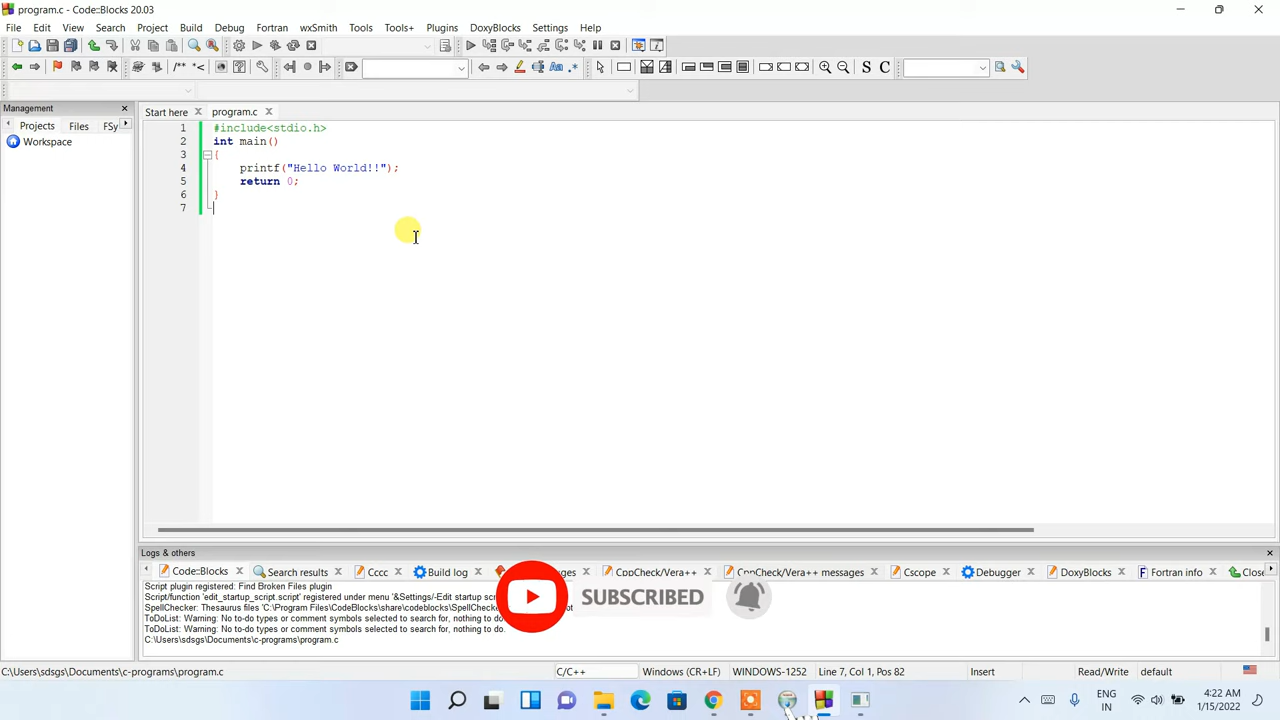 program.c - Code::Blocks 20.03
File Edit View Search Project Build Debug Fortran wxSmith Tools Tools+ Plugins DoxyBlocks Settings Help
/** *<
Aa .*
S C
Management
Projects Files FSy
Workspace
Start here program.c
1 #include<stdio.h>
2 int main()
3 {
4 printf("Hello World!!");
5 return 0;
6 }
7
Logs & others
Code::Blocks Search results Cccc Build log CppCheck/Vera++ CppCheck/Vera++ messages Cscope Debugger DoxyBlocks Fortran info Close
Script plugin registered: Find Broken Files plugin
Script/function 'edit_startup_script.script' registered under menu '&Settings/-Edit startup
SpellChecker: Thesaurus files 'C:\Program Files\CodeBlocks\share\codeblocks\SpellChecke
ToDoList: Warning: No to-do types or comment symbols selected to search for, nothing to do.
ToDoList: Warning: No to-do types or comment symbols selected to search for, nothing to do.
C:\Users\sdsgs\Documents\c-programs\program.c
SUBSCRIBED
C:\Users\sdsgs\Documents\c-programs\program.c C/C++ Windows (CR+LF) WINDOWS-1252 Line 7, Col 1, Pos 82 Insert Read/Write default
ENG
IN
4:22 AM
1/15/2022